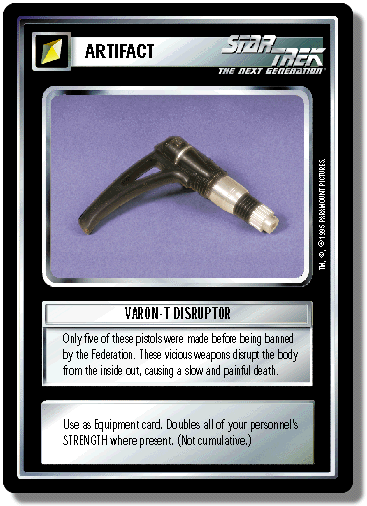 ARTIFACT
STAR TREK
THE NEXT GENERATION
TM, ®, © 1995 PARAMOUNT PICTURES.
VARON-T DISRUPTOR
Only five of these pistols were made before being banned
by the Federation. These vicious weapons disrupt the body
from the inside out, causing a slow and painful death.
Use as Equipment card. Doubles all of your personnel's
STRENGTH where present. (Not cumulative.)